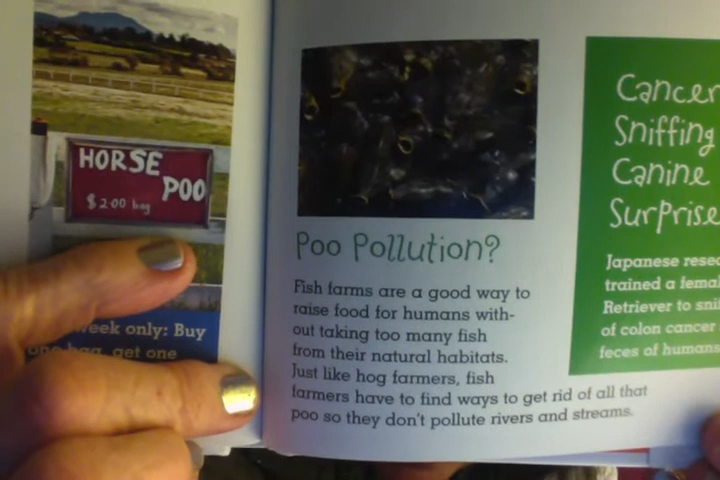 HORSE
POO
$2.00 bag
week only: Buy
one bag, get one
Poo Pollution?
Fish farms are a good way to
raise food for humans with-
out taking too many fish
from their natural habitats.
Just like hog farmers, fish
farmers have to find ways to get rid of all that
poo so they don't pollute rivers and streams.
Cancer
Sniffing
Canine
Surprise
Japanese
trained a
Retriever to
of colon cancer
feces of humans